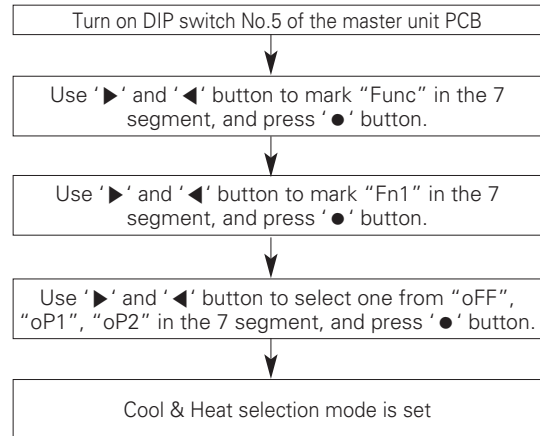 Turn on DIP switch No.5 of the master unit PCB
Use ‘▶‘ and ‘◀‘ button to mark “Func” in the 7
segment, and press ‘●‘ button.
Use ‘▶‘ and ‘◀‘ button to mark “Fn1” in the 7
segment, and press ‘●‘ button.
Use ‘▶‘ and ‘◀‘ button to select one from “oFF”,
“oP1”, “oP2” in the 7 segment, and press ‘●‘ button.
Cool & Heat selection mode is set